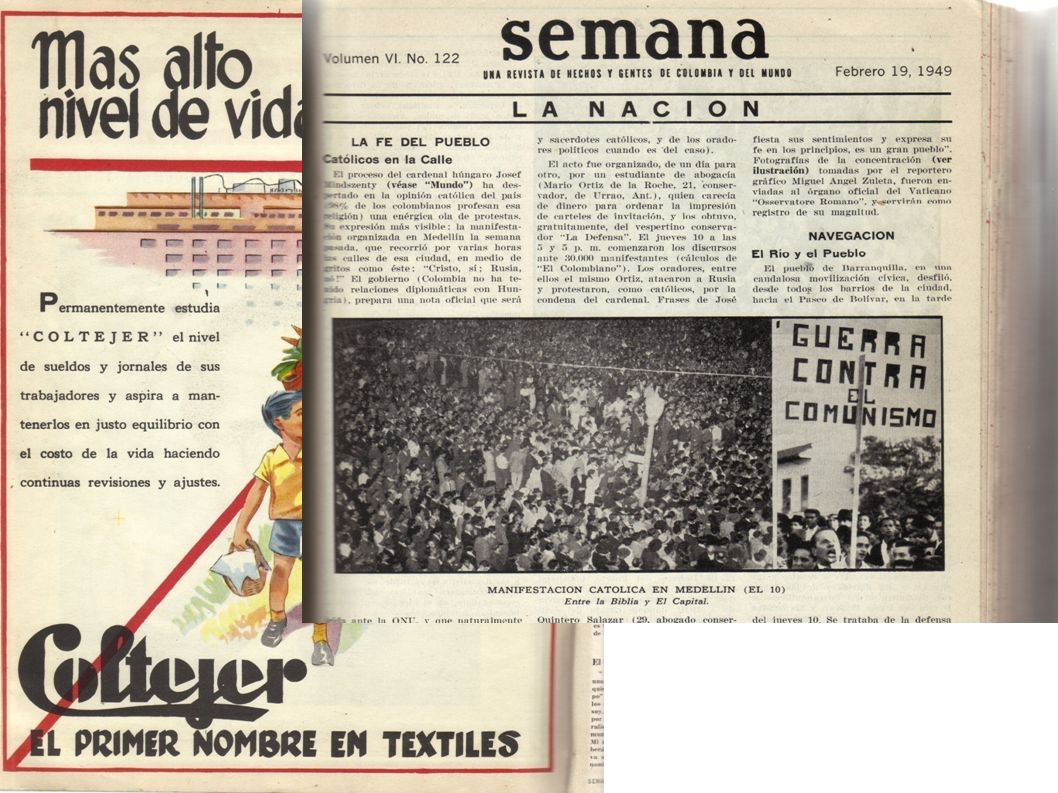 Mas alto
nivel de vida
Permanentemente estudia
“COLTEJER” el nivel
de sueldos y jornales de sus
trabajadores y aspira a man-
tenerlos en justo equilibrio con
el costo de la vida haciendo
continuas revisiones y ajustes.
Coltejer
EL PRIMER NOMBRE EN TEXTILES
semana
Volumen VI. No. 122
UNA REVISTA DE HECHOS Y GENTES DE COLOMBIA Y DEL MUNDO
Febrero 19, 1949
LA NACION
LA FE DEL PUEBLO
Católicos en la Calle
El proceso del cardenal húngaro Josef
Mindszenty (véase “Mundo”) ha des-
pertado en la opinión católica del país
(98% de los colombianos profesan esa
religión) una enérgica ola de protestas.
Su expresión más visible: la manifesta-
ción organizada en Medellín la semana
pasada, que recorrió por varias horas
las calles de esa ciudad, en medio de
gritos como éste: “Cristo, sí; Rusia,
no!” El gobierno (Colombia no ha te-
nido relaciones diplomáticas con Hun-
gría), prepara una nota oficial que será
y sacerdotes católicos, y de los orado-
res políticos cuando es del caso).
El acto fue organizado, de un día para
otro, por un estudiante de abogacía
(Mario Ortiz de la Roche, 21, conser-
vador, de Urrao, Ant.), quien carecía
de dinero para ordenar la impresión
de carteles de invitación, y los obtuvo,
gratuitamente, del vespertino conserva-
dor “La Defensa”. El jueves 10 a las
5 y 5 p. m. comenzaron los discursos
ante 30.000 manifestantes (cálculos de
“El Colombiano”). Los oradores, entre
ellos el mismo Ortiz, atacaron a Rusia
y protestaron, como católicos, por la
condena del cardenal. Frases de José
fiesta sus sentimientos y expresa su
fe en los principios, es un gran pueblo”.
Fotografías de la concentración (ver
ilustración) tomadas por el reportero
gráfico Miguel Angel Zuleta, fueron en-
viadas al órgano oficial del Vaticano
“Osservatore Romano”, y servirán como
registro de su magnitud.
NAVEGACION
El Río y el Pueblo
El pueblo de Barranquilla, en una
caudalosa movilización cívica, desfiló,
desde todos los barrios de la ciudad,
hacia el Paseo de Bolívar, en la tarde
GUERRA
CONTRA
EL
COMUNISMO
MANIFESTACION CATOLICA EN MEDELLIN (EL 10)
Entre la Biblia y El Capital.
ante la ONU, y que naturalmente
Quintero Salazar (29, abogado conser-
del jueves 10. Se trataba de la defensa